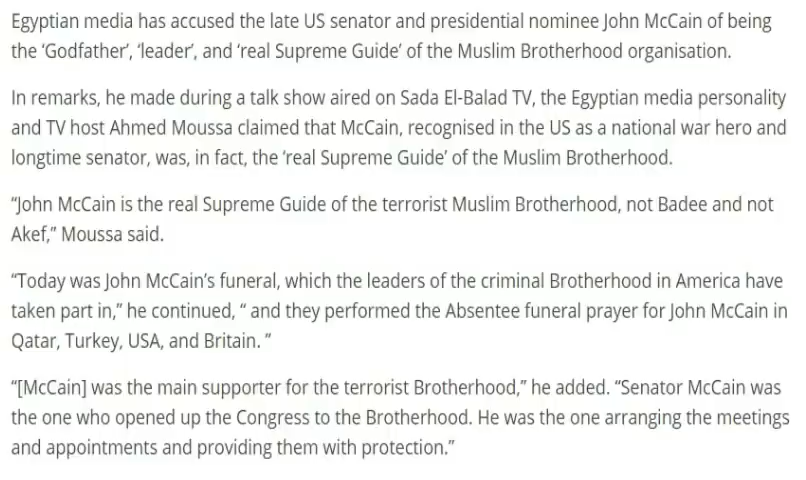 Egyptian media has accused the late US senator and presidential nominee John McCain of being
the ‘Godfather’, ‘leader’, and ‘real Supreme Guide’ of the Muslim Brotherhood organisation.
In remarks, he made during a talk show aired on Sada El-Balad TV, the Egyptian media personality
and TV host Ahmed Moussa claimed that McCain, recognised in the US as a national war hero and
longtime senator, was, in fact, the ‘real Supreme Guide’ of the Muslim Brotherhood.
“John McCain is the real Supreme Guide of the terrorist Muslim Brotherhood, not Badee and not
Akef,” Moussa said.
“Today was John McCain’s funeral, which the leaders of the criminal Brotherhood in America have
taken part in,” he continued, “ and they performed the Absentee funeral prayer for John McCain in
Qatar, Turkey, USA, and Britain. “
“[McCain] was the main supporter for the terrorist Brotherhood,” he added. “Senator McCain was
the one who opened up the Congress to the Brotherhood. He was the one arranging the meetings
and appointments and providing them with protection.”